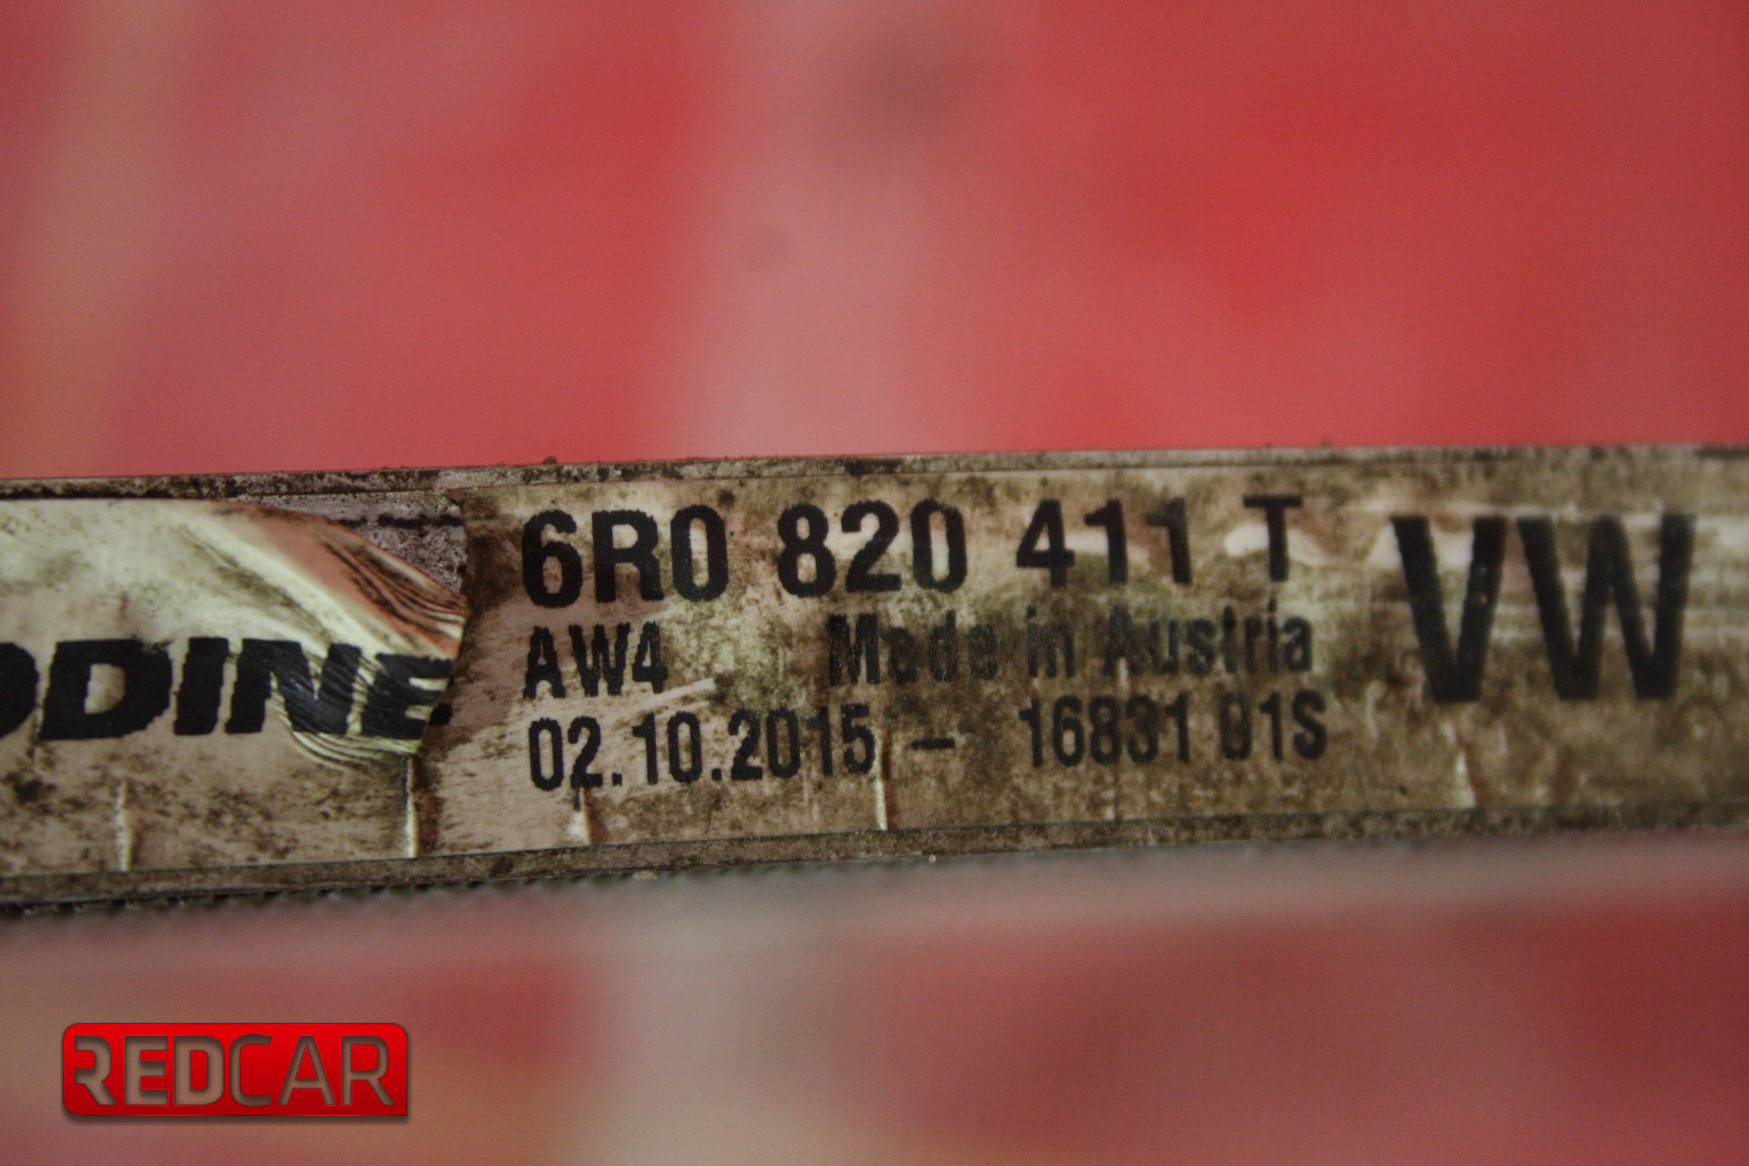 ODINE
6R0 820 411 T
VW
AW4 Made in Austria
02.10.2015 - 16831 01S
REDCAR